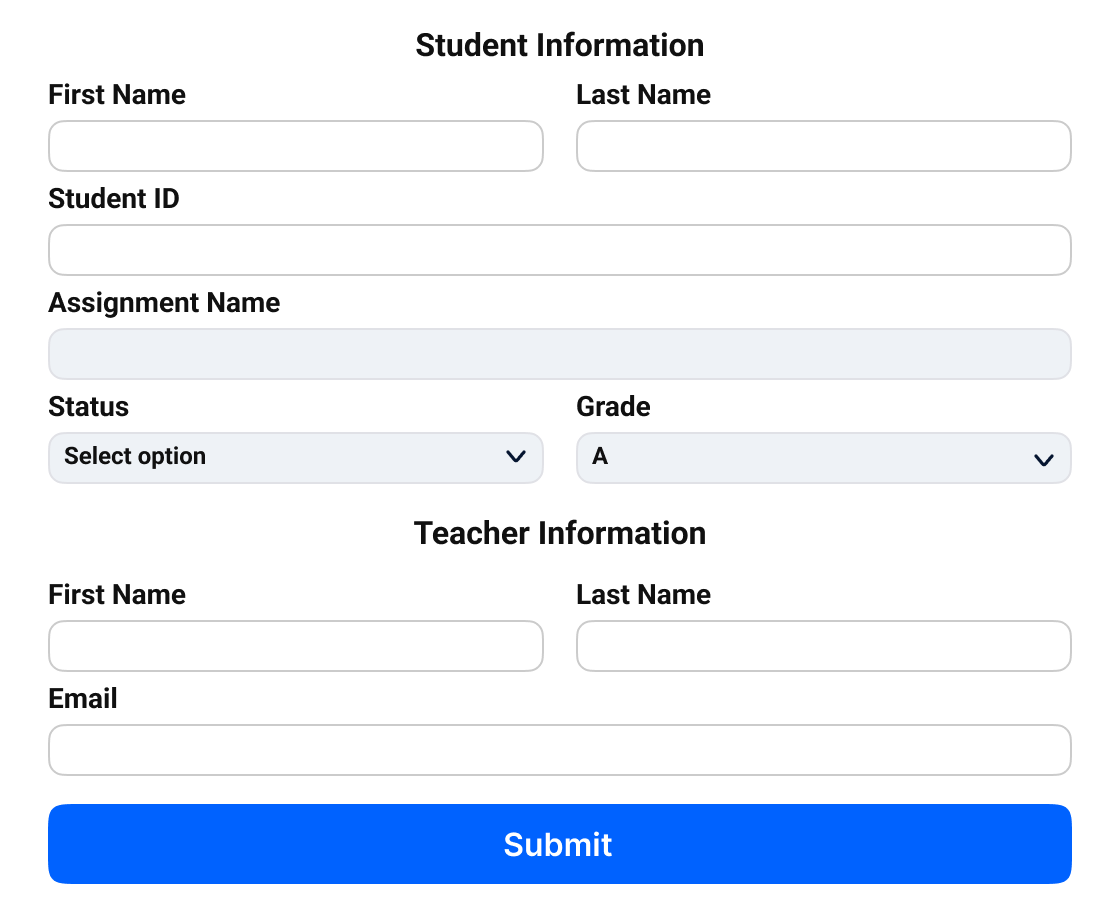 Student Information
First Name
Last Name
Student ID
Assignment Name
Status
Grade
Select option
A
Teacher Information
First Name
Last Name
Email
Submit